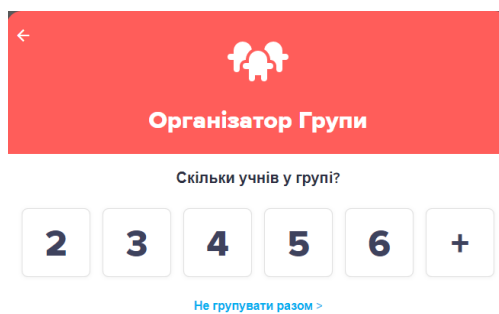 Організатор Групи
Скільки учнів у групі?
2 3 4 5 6 +
Не групувати разом >